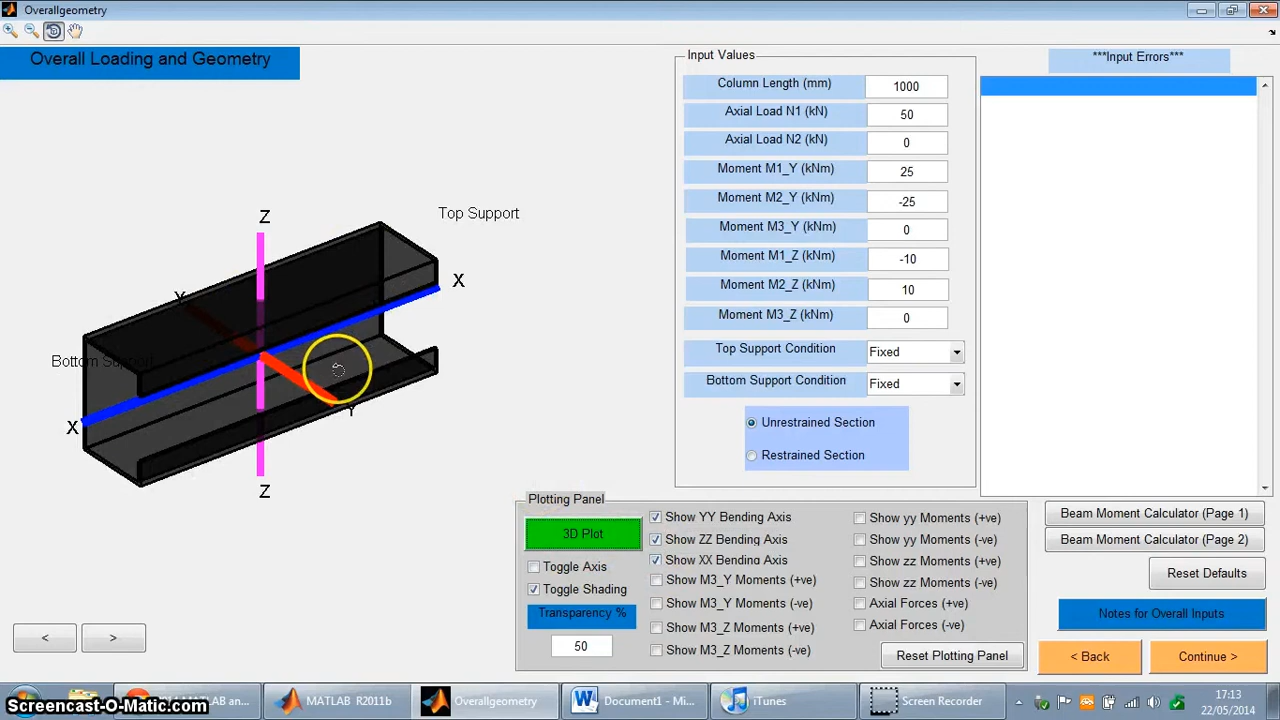 Overallgeometry
Overall Loading and Geometry
Z
Top Support
Y
X
Bottom Support
X
Y
Z
<
>
Input Values
Column Length (mm) 1000
Axial Load N1 (kN) 50
Axial Load N2 (kN) 0
Moment M1_Y (kNm) 25
Moment M2_Y (kNm) -25
Moment M3_Y (kNm) 0
Moment M1_Z (kNm) -10
Moment M2_Z (kNm) 10
Moment M3_Z (kNm) 0
Top Support Condition Fixed
Bottom Support Condition Fixed
Unrestrained Section
Restrained Section
***Input Errors***
Plotting Panel
3D Plot
Toggle Axis
Toggle Shading
Transparency %
50
Show YY Bending Axis
Show ZZ Bending Axis
Show XX Bending Axis
Show M3_Y Moments (+ve)
Show M3_Y Moments (-ve)
Show M3_Z Moments (+ve)
Show M3_Z Moments (-ve)
Show yy Moments (+ve)
Show yy Moments (-ve)
Show zz Moments (+ve)
Show zz Moments (-ve)
Axial Forces (+ve)
Axial Forces (-ve)
Reset Plotting Panel
Beam Moment Calculator (Page 1)
Beam Moment Calculator (Page 2)
Reset Defaults
Notes for Overall Inputs
< Back
Continue >
Screencast-O-Matic.com
MATLAB an...
MATLAB R2011b
Overallgeometry
Document1 - Mi...
iTunes
Screen Recorder
17:13
22/05/2014